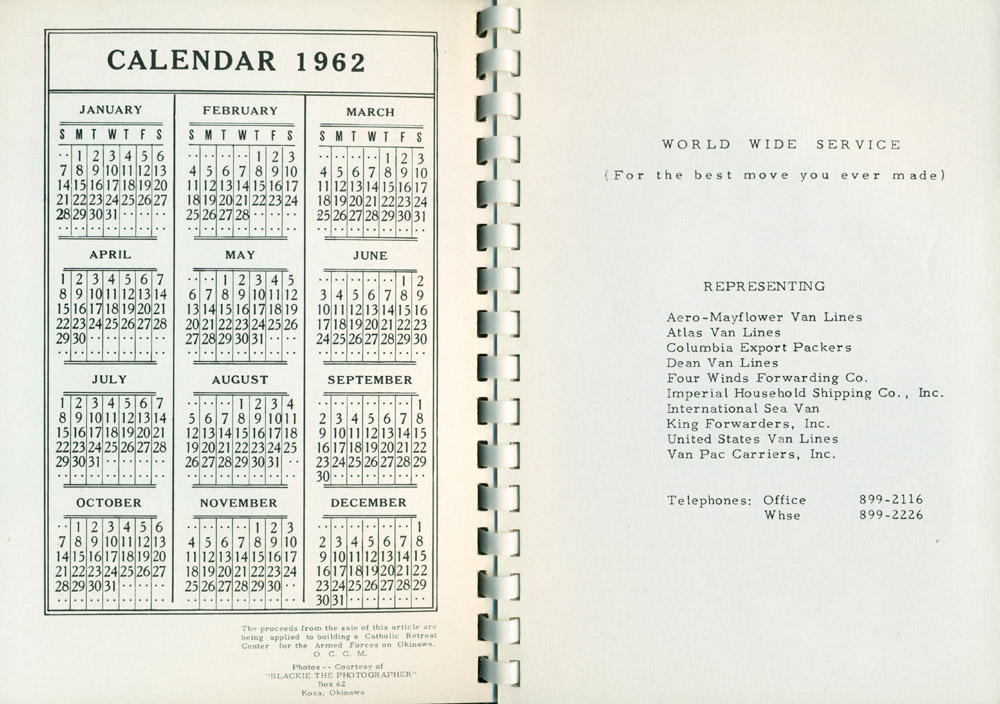 CALENDAR 1962
JANUARY
S M T W T F S
·· 1 2 3 4 5 6
7 8 9 10 11 12 13
14 15 16 17 18 19 20
21 22 23 24 25 26 27
28 29 30 31 · · · · · ·
FEBRUARY
S M T W T F S
· · · · · · · · 1 2 3
4 5 6 7 8 9 10
11 12 13 14 15 16 17
18 19 20 21 22 23 24
25 26 27 28 · · · · · ·
MARCH
S M T W T F S
· · · · · · · · 1 2 3
4 5 6 7 8 9 10
11 12 13 14 15 16 17
18 19 20 21 22 23 24
25 26 27 28 29 30 31
APRIL
1 2 3 4 5 6 7
8 9 10 11 12 13 14
15 16 17 18 19 20 21
22 23 24 25 26 27 28
29 30 · · · · · · · · · ·
MAY
· · · · 1 2 3 4 5
6 7 8 9 10 11 12
13 14 15 16 17 18 19
20 21 22 23 24 25 26
27 28 29 30 31 · · · ·
JUNE
· · · · · · · · · · 1 2
3 4 5 6 7 8 9
10 11 12 13 14 15 16
17 18 19 20 21 22 23
24 25 26 27 28 29 30
JULY
1 2 3 4 5 6 7
8 9 10 11 12 13 14
15 16 17 18 19 20 21
22 23 24 25 26 27 28
29 30 31 · · · · · · · ·
AUGUST
· · · · · · 1 2 3 4
5 6 7 8 9 10 11
12 13 14 15 16 17 18
19 20 21 22 23 24 25
26 27 28 29 30 31 · ·
SEPTEMBER
· · · · · · · · · · · · 1
2 3 4 5 6 7 8
9 10 11 12 13 14 15
16 17 18 19 20 21 22
23 24 25 26 27 28 29
30 · · · · · · · · · · · ·
OCTOBER
· · 1 2 3 4 5 6
7 8 9 10 11 12 13
14 15 16 17 18 19 20
21 22 23 24 25 26 27
28 29 30 31 · · · · · ·
NOVEMBER
· · · · · · · · 1 2 3
4 5 6 7 8 9 10
11 12 13 14 15 16 17
18 19 20 21 22 23 24
25 26 27 28 29 30 · ·
DECEMBER
· · · · · · · · · · · · 1
2 3 4 5 6 7 8
9 10 11 12 13 14 15
16 17 18 19 20 21 22
23 24 25 26 27 28 29
30 31 · · · · · · · · · ·
The proceeds from the sale of this article are
being applied to building a Catholic Retreat
Center for the Armed Forces on Okinawa.
O. C. C. M.
Photos -- Courtesy of
"BLACKIE THE PHOTOGRAPHER"
Box 62
Koza, Okinawa
WORLD WIDE SERVICE
(For the best move you ever made)
REPRESENTING
Aero-Mayflower Van Lines
Atlas Van Lines
Columbia Export Packers
Dean Van Lines
Four Winds Forwarding Co.
Imperial Household Shipping Co., Inc.
International Sea Van
King Forwarders, Inc.
United States Van Lines
Van Pac Carriers, Inc.
Telephones: Office 899-2116
Whse 899-2226